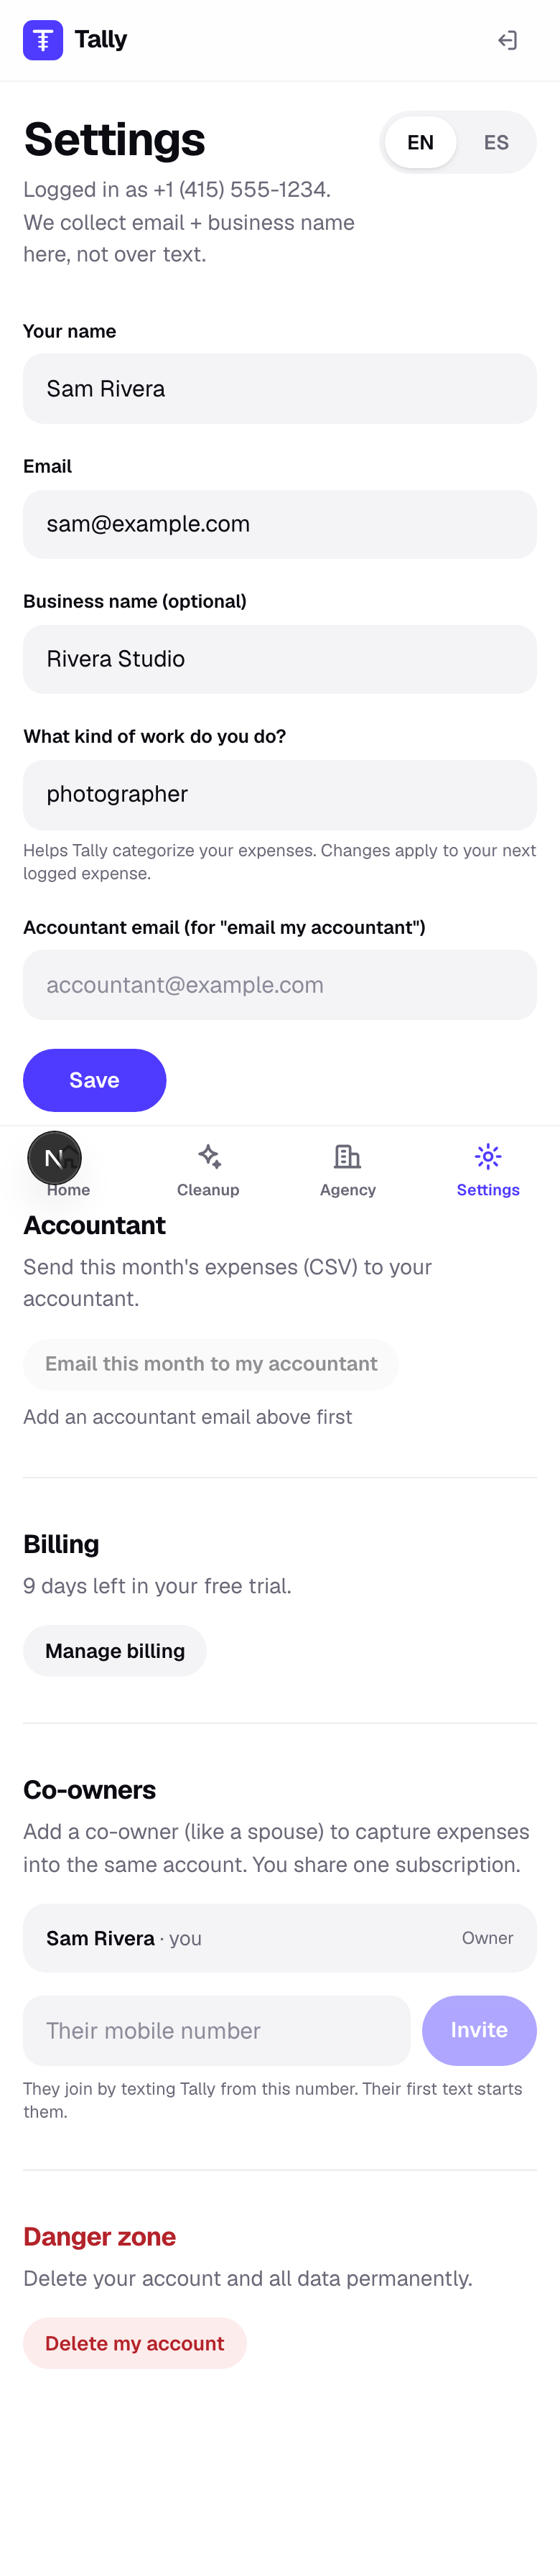 Tally
Settings
EN ES
Logged in as +1 (415) 555-1234.
We collect email + business name
here, not over text.
Your name
Sam Rivera
Email
sam@example.com
Business name (optional)
Rivera Studio
What kind of work do you do?
photographer
Helps Tally categorize your expenses. Changes apply to your next
logged expense.
Accountant email (for "email my accountant")
accountant@example.com
Save
N
Home Cleanup Agency Settings
Accountant
Send this month's expenses (CSV) to your
accountant.
Email this month to my accountant
Add an accountant email above first
Billing
9 days left in your free trial.
Manage billing
Co-owners
Add a co-owner (like a spouse) to capture expenses
into the same account. You share one subscription.
Sam Rivera · you Owner
Their mobile number Invite
They join by texting Tally from this number. Their first text starts
them.
Danger zone
Delete your account and all data permanently.
Delete my account